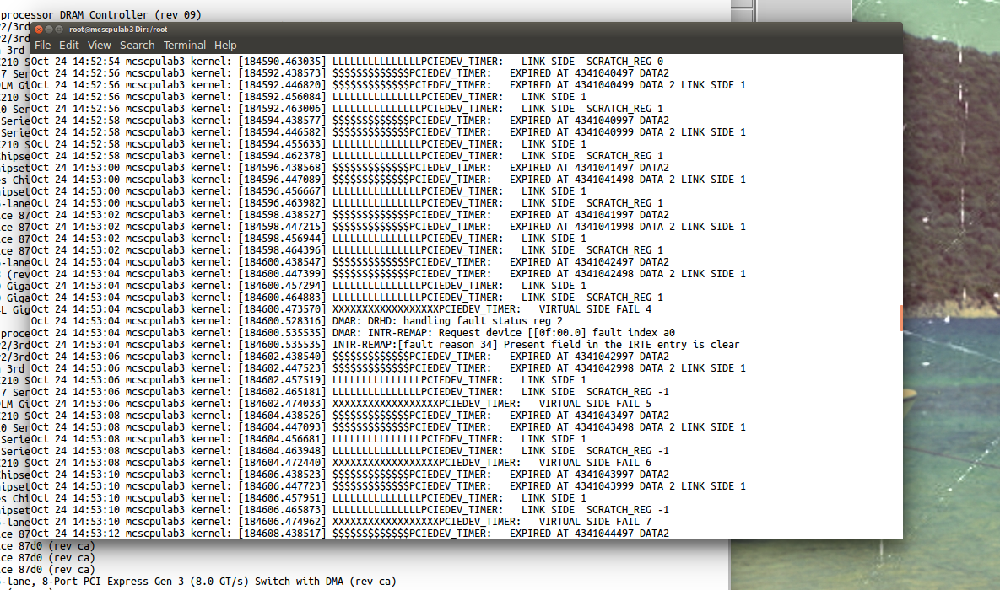 processor DRAM Controller (rev 09)
root@mcscpulab3 Dir: /root
File Edit View Search Terminal Help
Oct 24 14:52:54 mcscpulab3 kernel: [184590.463035] LLLLLLLLLLLLLLLPCIEDEV_TIMER:   LINK SIDE  SCRATCH_REG 0
Oct 24 14:52:56 mcscpulab3 kernel: [184592.438573] $$$$$$$$$$$$$PCIEDEV_TIMER:   EXPIRED AT 4341040497 DATA2
Oct 24 14:52:56 mcscpulab3 kernel: [184592.446820] $$$$$$$$$$$$$PCIEDEV_TIMER:   EXPIRED AT 4341040499 DATA 2 LINK SIDE 1
Oct 24 14:52:56 mcscpulab3 kernel: [184592.456084] LLLLLLLLLLLLLLLPCIEDEV_TIMER:   LINK SIDE 1
Oct 24 14:52:56 mcscpulab3 kernel: [184592.463006] LLLLLLLLLLLLLLLPCIEDEV_TIMER:   LINK SIDE  SCRATCH_REG 1
Oct 24 14:52:58 mcscpulab3 kernel: [184594.438577] $$$$$$$$$$$$$PCIEDEV_TIMER:   EXPIRED AT 4341040997 DATA2
Oct 24 14:52:58 mcscpulab3 kernel: [184594.446582] $$$$$$$$$$$$$PCIEDEV_TIMER:   EXPIRED AT 4341040999 DATA 2 LINK SIDE 1
Oct 24 14:52:58 mcscpulab3 kernel: [184594.455633] LLLLLLLLLLLLLLLPCIEDEV_TIMER:   LINK SIDE 1
Oct 24 14:52:58 mcscpulab3 kernel: [184594.462378] LLLLLLLLLLLLLLLPCIEDEV_TIMER:   LINK SIDE  SCRATCH_REG 1
Oct 24 14:53:00 mcscpulab3 kernel: [184596.438568] $$$$$$$$$$$$$PCIEDEV_TIMER:   EXPIRED AT 4341041497 DATA2
Oct 24 14:53:00 mcscpulab3 kernel: [184596.447089] $$$$$$$$$$$$$PCIEDEV_TIMER:   EXPIRED AT 4341041498 DATA 2 LINK SIDE 1
Oct 24 14:53:00 mcscpulab3 kernel: [184596.456667] LLLLLLLLLLLLLLLPCIEDEV_TIMER:   LINK SIDE 1
Oct 24 14:53:00 mcscpulab3 kernel: [184596.463982] LLLLLLLLLLLLLLLPCIEDEV_TIMER:   LINK SIDE  SCRATCH_REG 1
Oct 24 14:53:02 mcscpulab3 kernel: [184598.438527] $$$$$$$$$$$$$PCIEDEV_TIMER:   EXPIRED AT 4341041997 DATA2
Oct 24 14:53:02 mcscpulab3 kernel: [184598.447215] $$$$$$$$$$$$$PCIEDEV_TIMER:   EXPIRED AT 4341041998 DATA 2 LINK SIDE 1
Oct 24 14:53:02 mcscpulab3 kernel: [184598.456944] LLLLLLLLLLLLLLLPCIEDEV_TIMER:   LINK SIDE 1
Oct 24 14:53:02 mcscpulab3 kernel: [184598.464396] LLLLLLLLLLLLLLLPCIEDEV_TIMER:   LINK SIDE  SCRATCH_REG 1
Oct 24 14:53:04 mcscpulab3 kernel: [184600.438547] $$$$$$$$$$$$$PCIEDEV_TIMER:   EXPIRED AT 4341042497 DATA2
Oct 24 14:53:04 mcscpulab3 kernel: [184600.447399] $$$$$$$$$$$$$PCIEDEV_TIMER:   EXPIRED AT 4341042498 DATA 2 LINK SIDE 1
Oct 24 14:53:04 mcscpulab3 kernel: [184600.457294] LLLLLLLLLLLLLLLPCIEDEV_TIMER:   LINK SIDE 1
Oct 24 14:53:04 mcscpulab3 kernel: [184600.464883] LLLLLLLLLLLLLLLPCIEDEV_TIMER:   LINK SIDE  SCRATCH_REG 1
Oct 24 14:53:04 mcscpulab3 kernel: [184600.473570] XXXXXXXXXXXXXXXXXXPCIEDEV_TIMER:   VIRTUAL SIDE FAIL 4
Oct 24 14:53:04 mcscpulab3 kernel: [184600.528316] DMAR: DRHD: handling fault status reg 2
Oct 24 14:53:04 mcscpulab3 kernel: [184600.535535] DMAR: INTR-REMAP: Request device [[0f:00.0] fault index a0
Oct 24 14:53:04 mcscpulab3 kernel: [184600.535535] INTR-REMAP:[fault reason 34] Present field in the IRTE entry is clear
Oct 24 14:53:06 mcscpulab3 kernel: [184602.438540] $$$$$$$$$$$$$PCIEDEV_TIMER:   EXPIRED AT 4341042997 DATA2
Oct 24 14:53:06 mcscpulab3 kernel: [184602.447523] $$$$$$$$$$$$$PCIEDEV_TIMER:   EXPIRED AT 4341042998 DATA 2 LINK SIDE 1
Oct 24 14:53:06 mcscpulab3 kernel: [184602.457519] LLLLLLLLLLLLLLLPCIEDEV_TIMER:   LINK SIDE 1
Oct 24 14:53:06 mcscpulab3 kernel: [184602.465181] LLLLLLLLLLLLLLLPCIEDEV_TIMER:   LINK SIDE  SCRATCH_REG -1
Oct 24 14:53:06 mcscpulab3 kernel: [184602.474033] XXXXXXXXXXXXXXXXXXPCIEDEV_TIMER:   VIRTUAL SIDE FAIL 5
Oct 24 14:53:08 mcscpulab3 kernel: [184604.438526] $$$$$$$$$$$$$PCIEDEV_TIMER:   EXPIRED AT 4341043497 DATA2
Oct 24 14:53:08 mcscpulab3 kernel: [184604.447093] $$$$$$$$$$$$$PCIEDEV_TIMER:   EXPIRED AT 4341043498 DATA 2 LINK SIDE 1
Oct 24 14:53:08 mcscpulab3 kernel: [184604.456681] LLLLLLLLLLLLLLLPCIEDEV_TIMER:   LINK SIDE 1
Oct 24 14:53:08 mcscpulab3 kernel: [184604.463948] LLLLLLLLLLLLLLLPCIEDEV_TIMER:   LINK SIDE  SCRATCH_REG -1
Oct 24 14:53:08 mcscpulab3 kernel: [184604.472440] XXXXXXXXXXXXXXXXXXPCIEDEV_TIMER:   VIRTUAL SIDE FAIL 6
Oct 24 14:53:10 mcscpulab3 kernel: [184606.438523] $$$$$$$$$$$$$PCIEDEV_TIMER:   EXPIRED AT 4341043997 DATA2
Oct 24 14:53:10 mcscpulab3 kernel: [184606.447723] $$$$$$$$$$$$$PCIEDEV_TIMER:   EXPIRED AT 4341043999 DATA 2 LINK SIDE 1
Oct 24 14:53:10 mcscpulab3 kernel: [184606.457951] LLLLLLLLLLLLLLLPCIEDEV_TIMER:   LINK SIDE 1
Oct 24 14:53:10 mcscpulab3 kernel: [184606.465873] LLLLLLLLLLLLLLLPCIEDEV_TIMER:   LINK SIDE  SCRATCH_REG -1
Oct 24 14:53:10 mcscpulab3 kernel: [184606.474962] XXXXXXXXXXXXXXXXXXPCIEDEV_TIMER:   VIRTUAL SIDE FAIL 7
Oct 24 14:53:12 mcscpulab3 kernel: [184608.438517] $$$$$$$$$$$$$PCIEDEV_TIMER:   EXPIRED AT 4341044497 DATA2
ice 87d0 (rev ca)
ice 87d0 (rev ca)
ice 87d0 (rev ca)
-lane, 8-Port PCI Express Gen 3 (8.0 GT/s) Switch with DMA (rev ca)